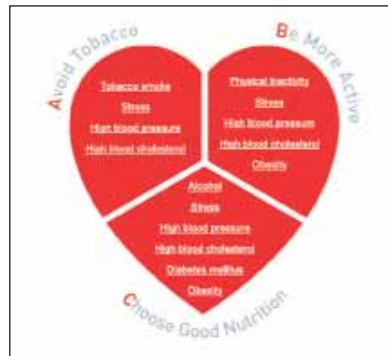 Avoid Tobacco
Tobacco smoke
Stress
High blood pressure
High blood cholesterol
Be More Active
Physical inactivity
Stress
High blood pressure
High blood cholesterol
Obesity
Alcohol
Stress
High blood pressure
High blood cholesterol
Diabetes mellitus
Obesity
Choose Good Nutrition